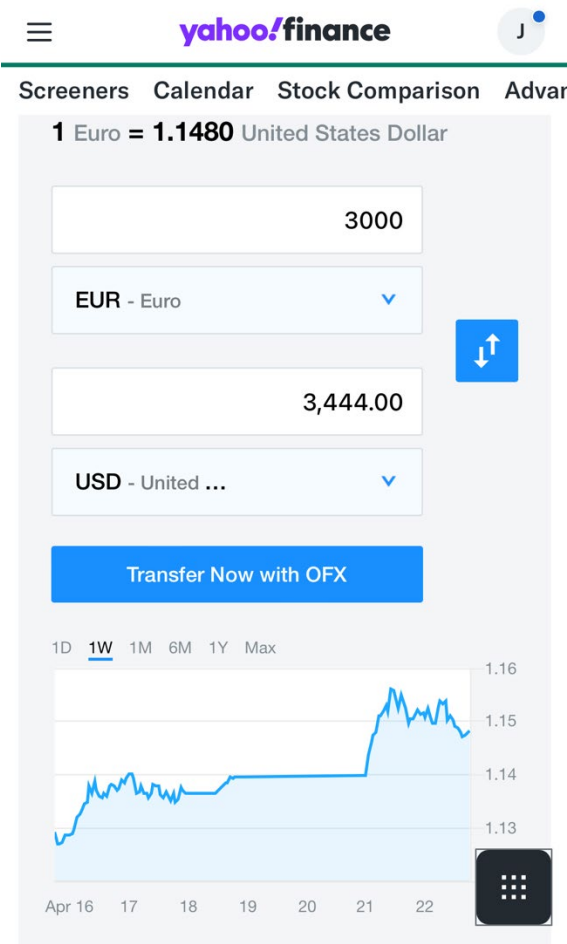 yahoo!finance
J
Screeners Calendar Stock Comparison Advar
1 Euro = 1.1480 United States Dollar
3000
EUR - Euro
3,444.00
USD - United ...
Transfer Now with OFX
1D 1W 1M 6M 1Y Max
1.16
1.15
1.14
1.13
Apr 16 17 18 19 20 21 22